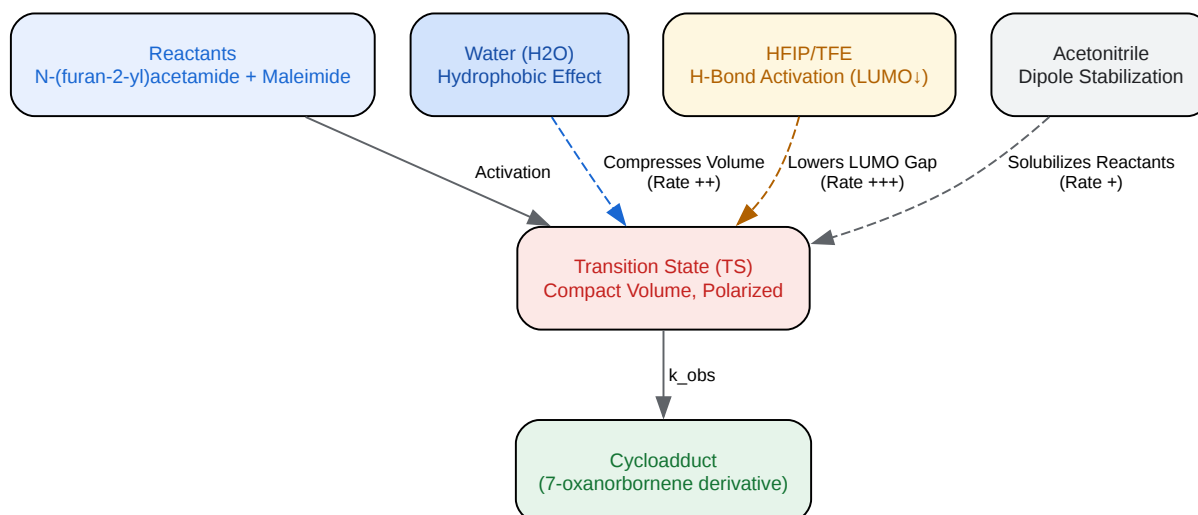 Reactants
N-(furan-2-yl)acetamide + Maleimide
Water (H2O)
Hydrophobic Effect
HFIP/TFE
H-Bond Activation (LUMO↓)
Acetonitrile
Dipole Stabilization
Activation
Compresses Volume
(Rate ++)
Lowers LUMO Gap
(Rate +++)
Solubilizes Reactants
(Rate +)
Transition State (TS)
Compact Volume, Polarized
k_obs
Cycloadduct
(7-oxanorbornene derivative)